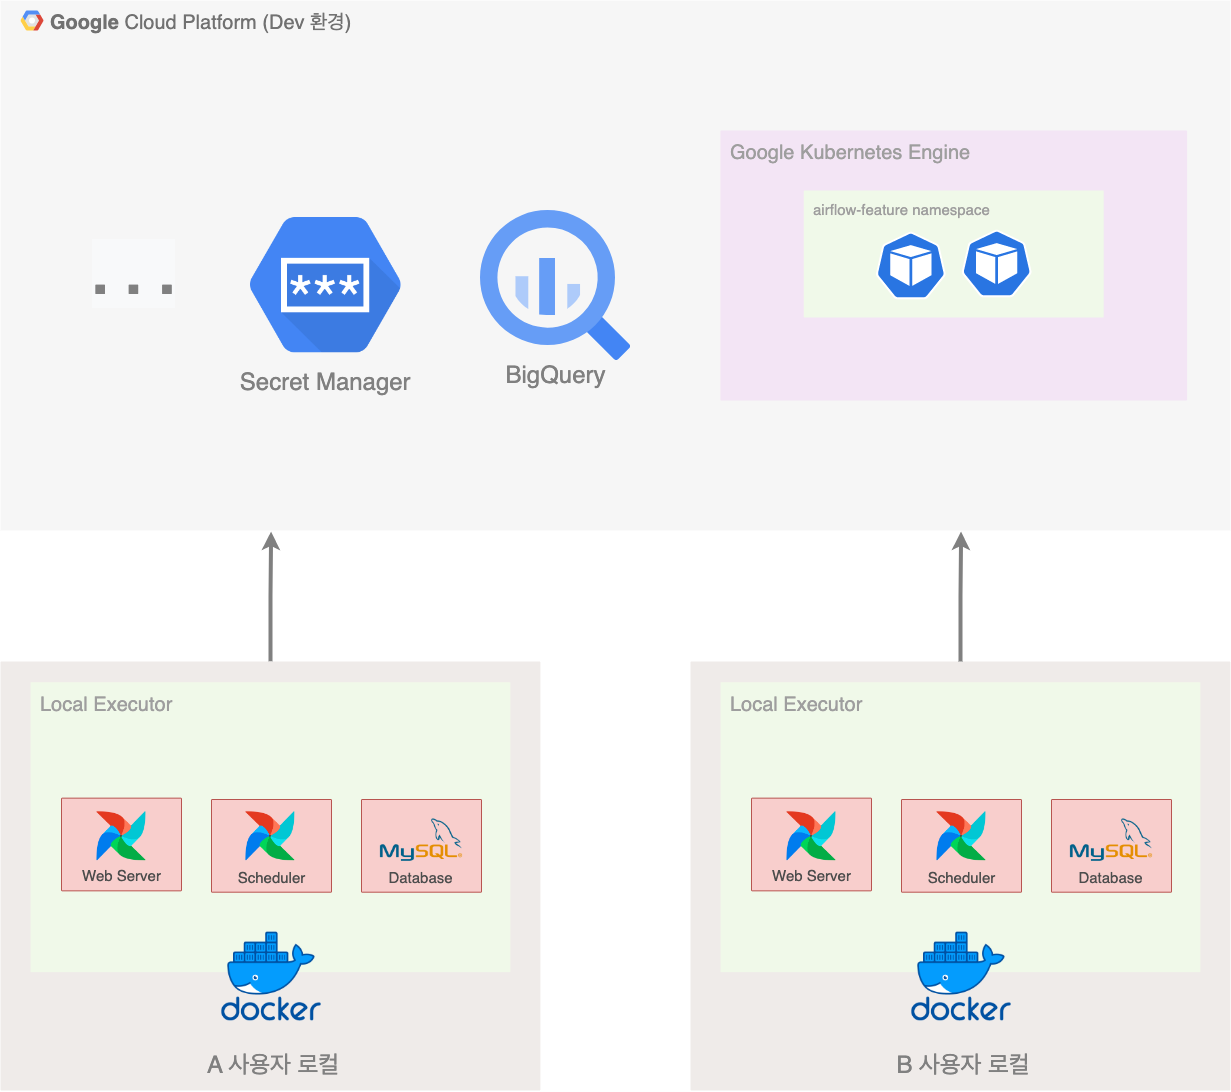 Google Cloud Platform (Dev 환경)
Google Kubernetes Engine
airflow-feature namespace
***
Secret Manager
BigQuery
Local Executor
Web Server
Scheduler
MySQL
Database
docker
A 사용자 로컬
Local Executor
Web Server
Scheduler
MySQL
Database
docker
B 사용자 로컬